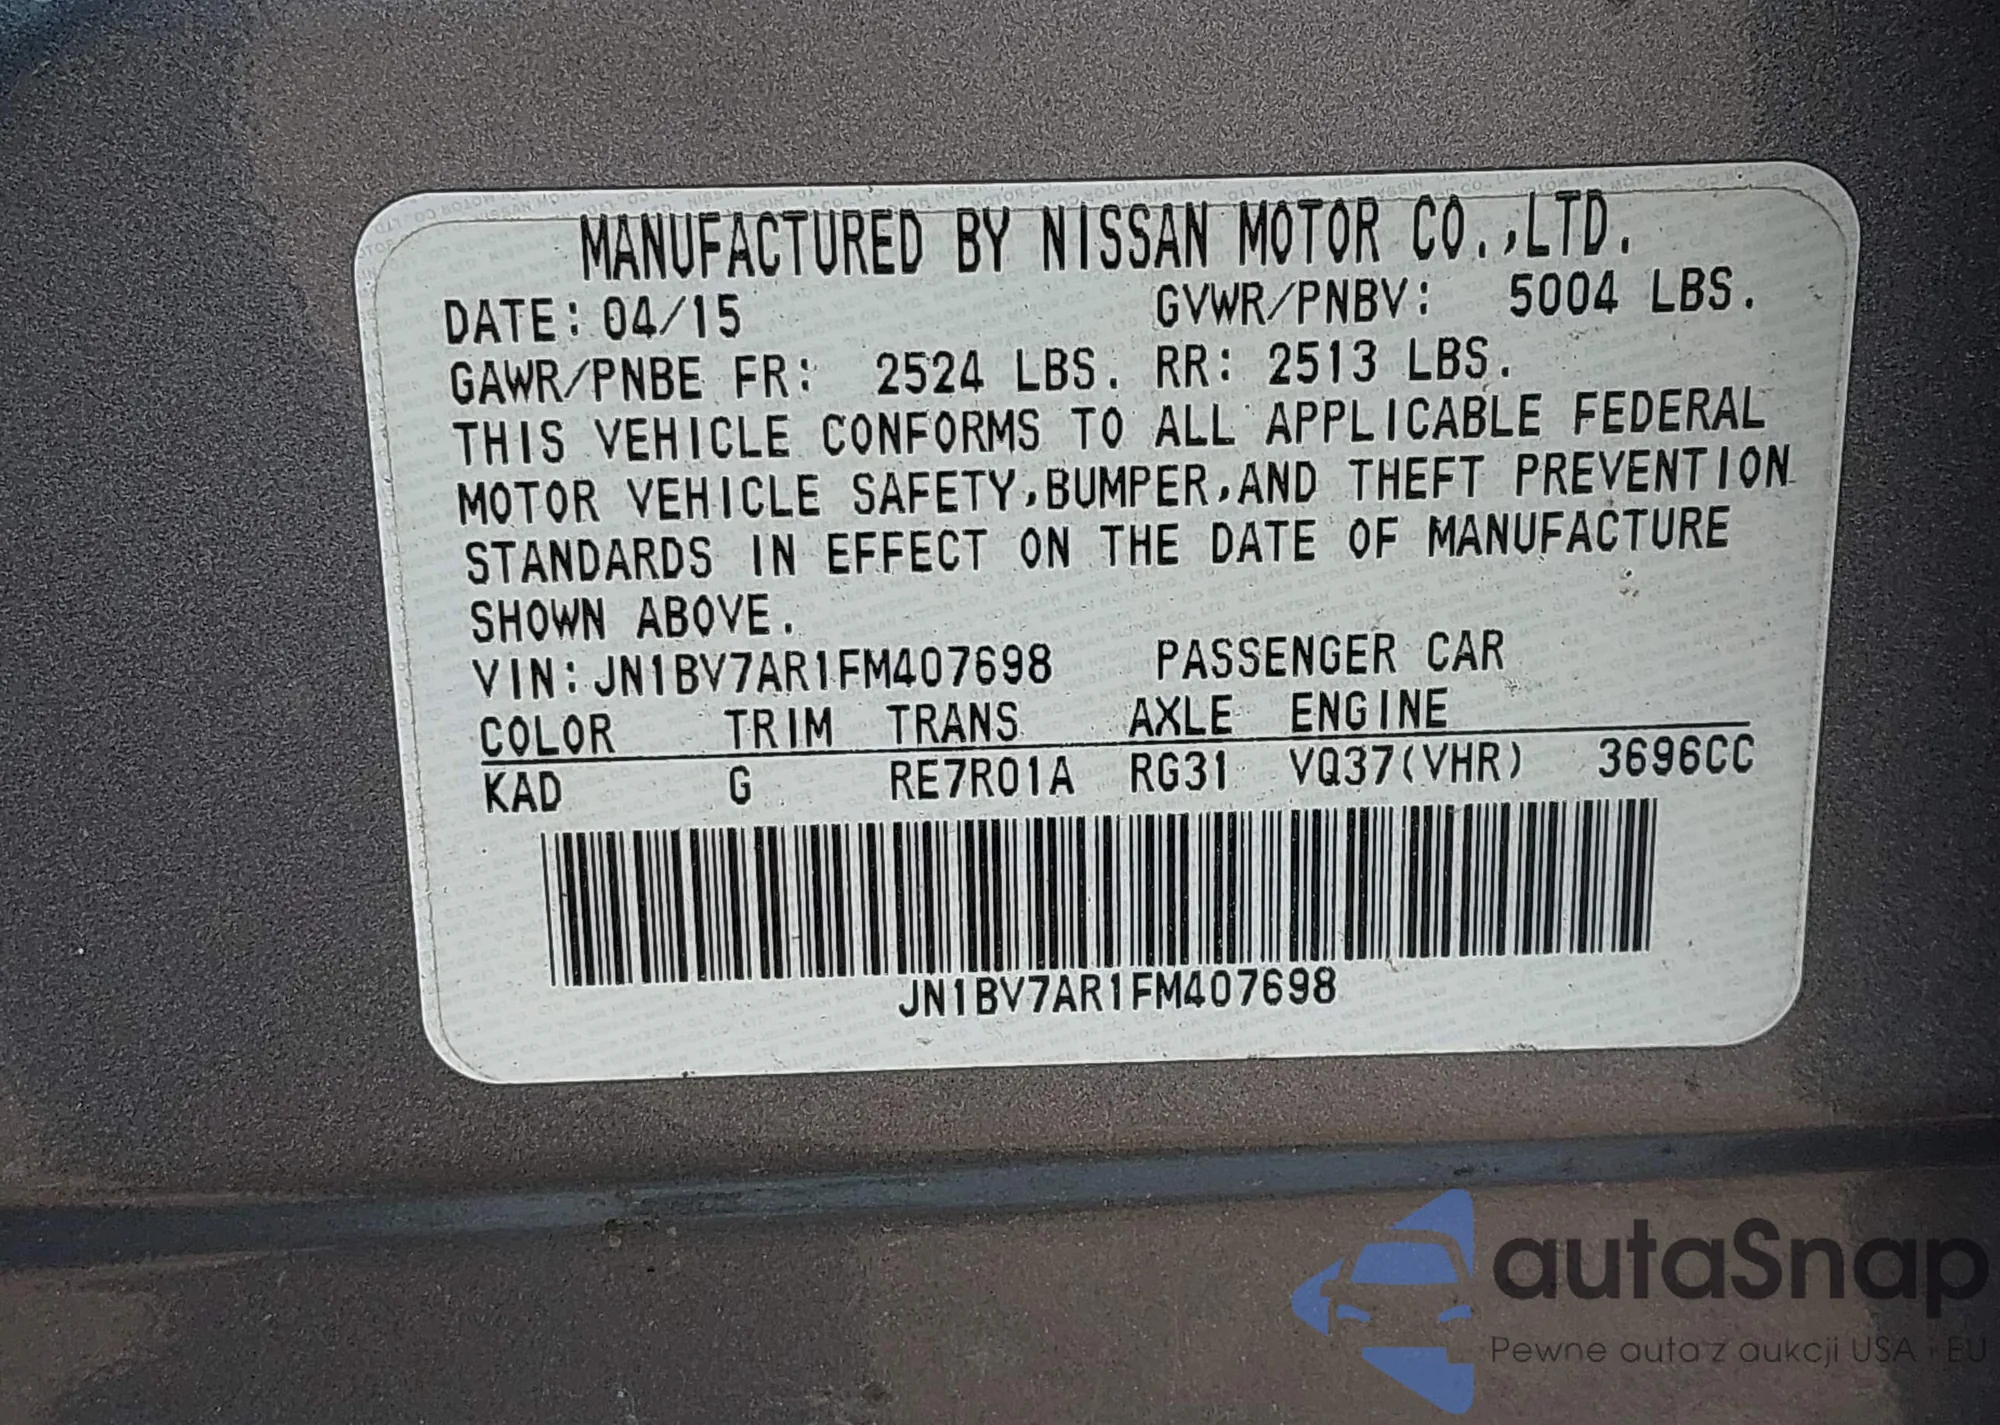 MANUFACTURED BY NISSAN MOTOR CO.,LTD.
DATE: 04/15 GVWR/PNBV: 5004 LBS.
GAWR/PNBE FR: 2524 LBS. RR: 2513 LBS.
THIS VEHICLE CONFORMS TO ALL APPLICABLE FEDERAL
MOTOR VEHICLE SAFETY,BUMPER,AND THEFT PREVENTION
STANDARDS IN EFFECT ON THE DATE OF MANUFACTURE
SHOWN ABOVE.
VIN:JN1BV7AR1FM407698 PASSENGER CAR
COLOR TRIM TRANS AXLE ENGINE
KAD G RE7R01A RG31 VQ37(VHR) 3696CC
JN1BV7AR1FM407698
autaSnap
Pewne auta z aukcji USA • EU